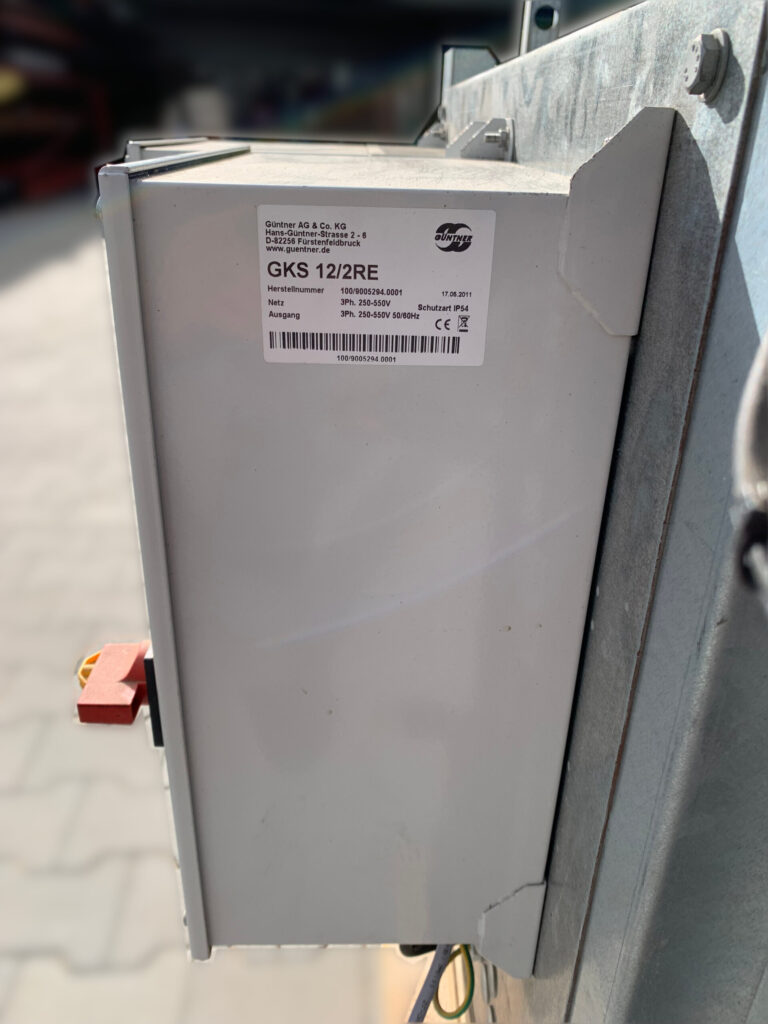 Güntner AG & Co. KG
Hans-Güntner-Strasse 2 - 6
D-82256 Fürstenfeldbruck
www.guentner.de
GÜNTNER
GKS 12/2RE
Herstellnummer 100/9005294.0001 17.06.2011
Netz 3Ph. 250-550V Schutzart IP54
Ausgang 3Ph. 250-550V 50/60Hz CE
100/9005294.0001